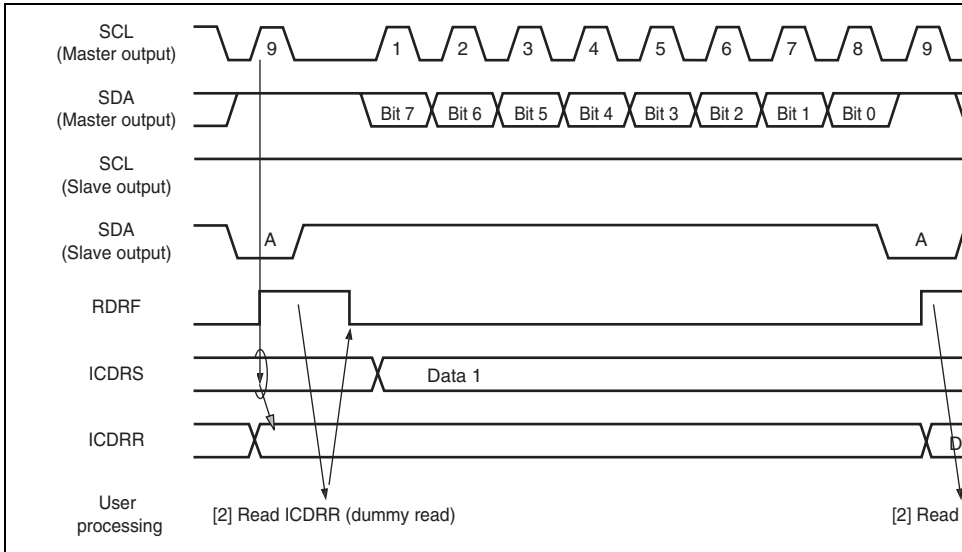 SCL
(Master output)
9 1 2 3 4 5 6 7 8 9
SDA
(Master output)
Bit 7 Bit 6 Bit 5 Bit 4 Bit 3 Bit 2 Bit 1 Bit 0
SCL
(Slave output)
SDA
(Slave output)
A A
RDRF
ICDRS
Data 1
ICDRR
User
processing
[2] Read ICDRR (dummy read) [2] Read